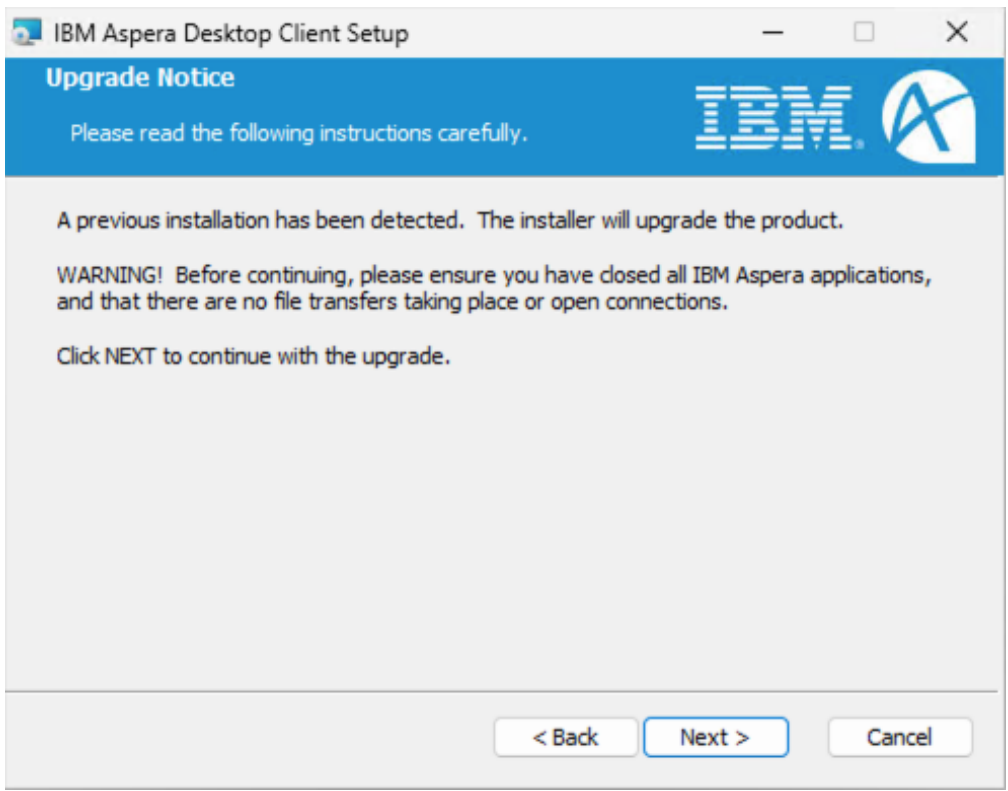 IBM Aspera Desktop Client Setup
Upgrade Notice
Please read the following instructions carefully.
IBM.
A previous installation has been detected.  The installer will upgrade the product.
WARNING!  Before continuing, please ensure you have closed all IBM Aspera applications,
and that there are no file transfers taking place or open connections.
Click NEXT to continue with the upgrade.
< Back
Next >
Cancel